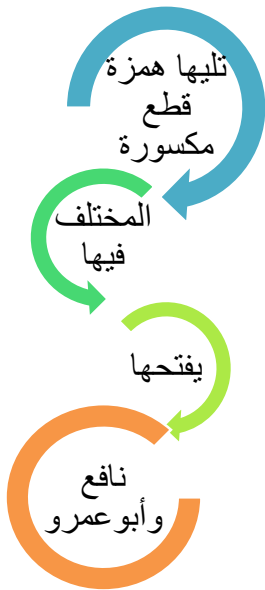 تليها همزة
قطع
مكسورة
المختلف
فيها
يفتحها
نافع
وأبوعمرو